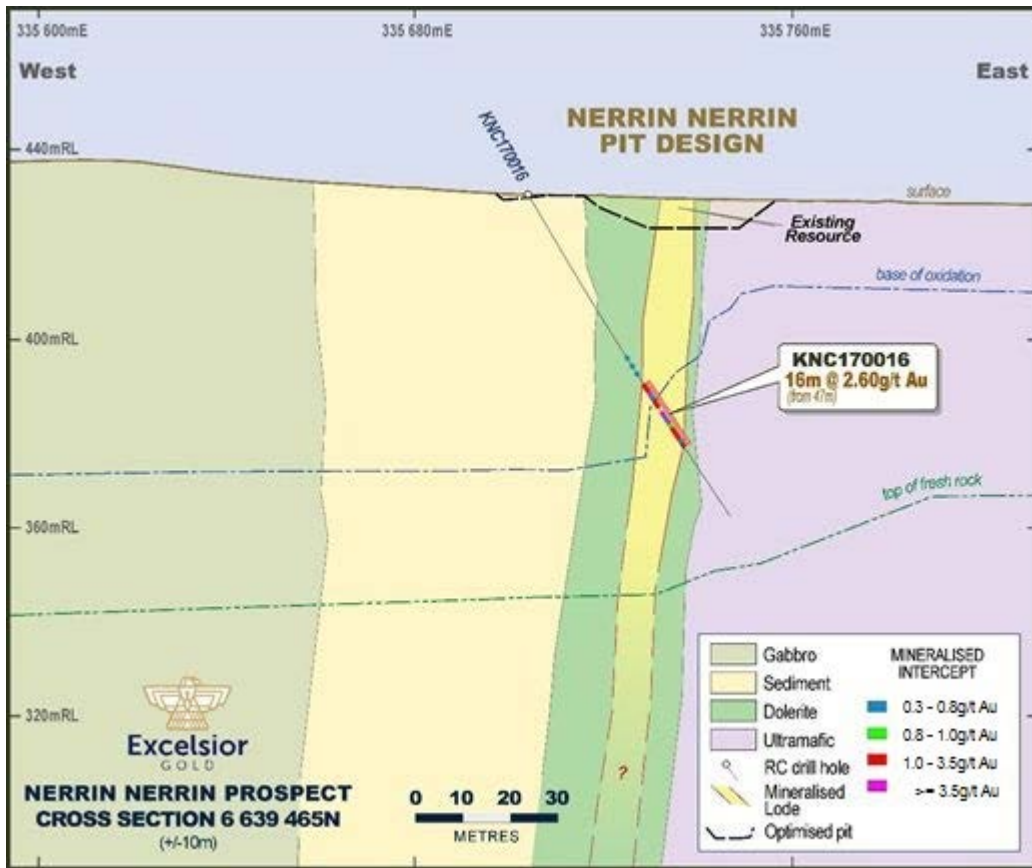 335 600mE
335 680mE
335 760mE
West
East
NERRIN NERRIN
PIT DESIGN
KNC170016
440mRL
surface
Existing
Resource
base of oxidation
400mRL
KNC170016
16m @ 2.60g/t Au
(from 47m)
top of fresh rock
360mRL
320mRL
?
Excelsior
GOLD
NERRIN NERRIN PROSPECT
CROSS SECTION 6 639 465N
(+/-10m)
0 10 20 30
METRES
Gabbro
Sediment
Dolerite
Ultramafic
RC drill hole
Mineralised
Lode
Optimised pit
MINERALISED
INTERCEPT
0.3 - 0.8g/t Au
0.8 - 1.0g/t Au
1.0 - 3.5g/t Au
>= 3.5g/t Au